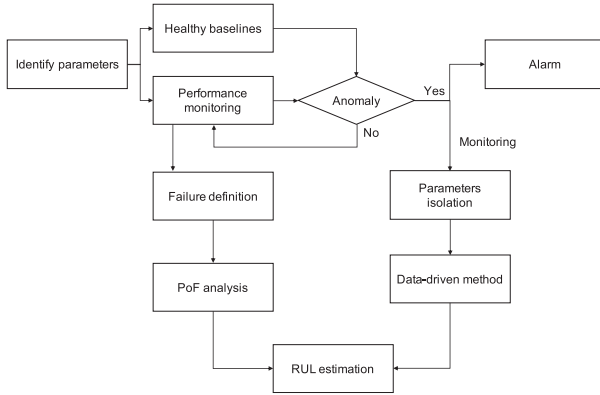 Healthy baselines
Identify parameters
Alarm
Performance
monitoring
Anomaly
Yes
No
Monitoring
Failure definition
Parameters
isolation
PoF analysis
Data-driven method
RUL estimation